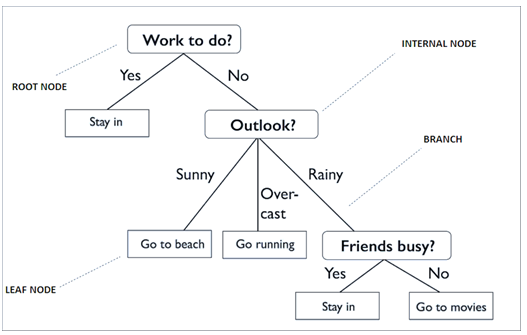 Work to do?
INTERNAL NODE
Yes
No
ROOT NODE
Stay in
Outlook?
BRANCH
Sunny
Over-
cast
Rainy
Go to beach
Go running
Friends busy?
Yes
No
LEAF NODE
Stay in
Go to movies